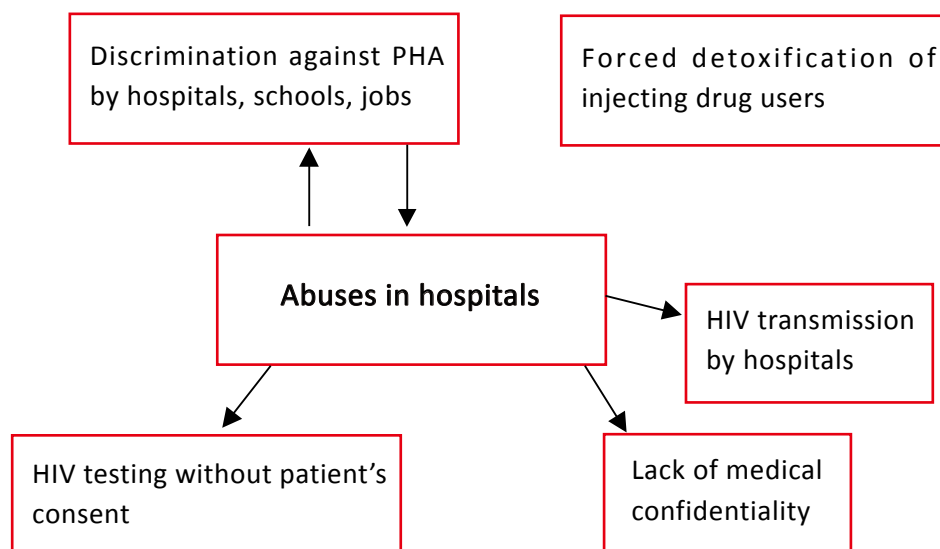 Discrimination against PHA
by hospitals, schools, jobs
Forced detoxification of
injecting drug users
Abuses in hospitals
HIV transmission
by hospitals
HIV testing without patient’s
consent
Lack of medical
confidentiality